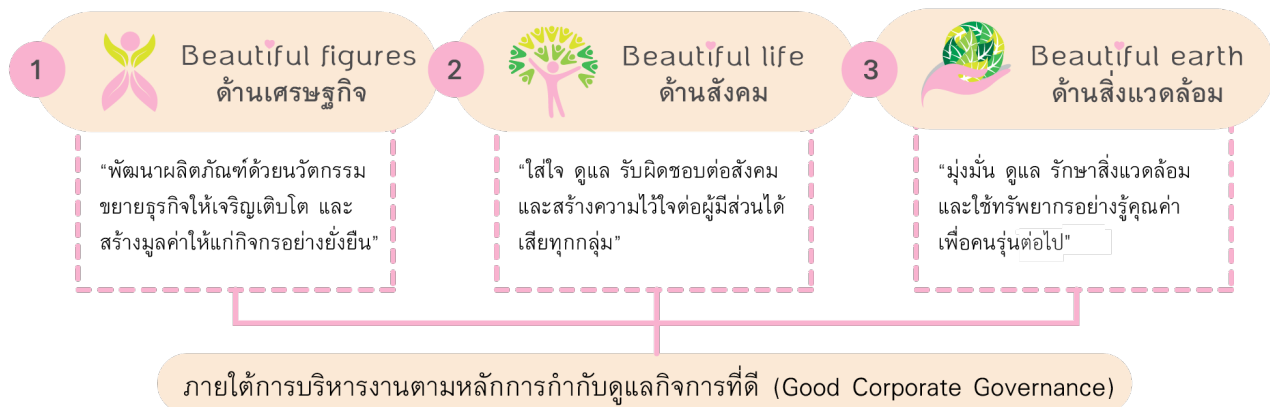 1
Beautiful figures
ด้านเศรษฐกิจ
“พัฒนาผลิตภัณฑ์ด้วยนวัตกรรม
ขยายธุรกิจให้เจริญเติบโต และ
สร้างมูลค่าให้แก่กิจกรอย่างยั่งยืน”
2
Beautiful life
ด้านสังคม
“ใส่ใจ ดูแล รับผิดชอบต่อสังคม
และสร้างความไว้ใจต่อผู้มีส่วนได้
เสียทุกกลุ่ม”
3
Beautiful earth
ด้านสิ่งแวดล้อม
“มุ่งมั่น ดูแล รักษาสิ่งแวดล้อม
และใช้ทรัพยากรอย่างรู้คุณค่า
เพื่อคนรุ่นต่อไป"
ภายใต้การบริหารงานตามหลักการกำกับดูแลกิจการที่ดี (Good Corporate Governance)